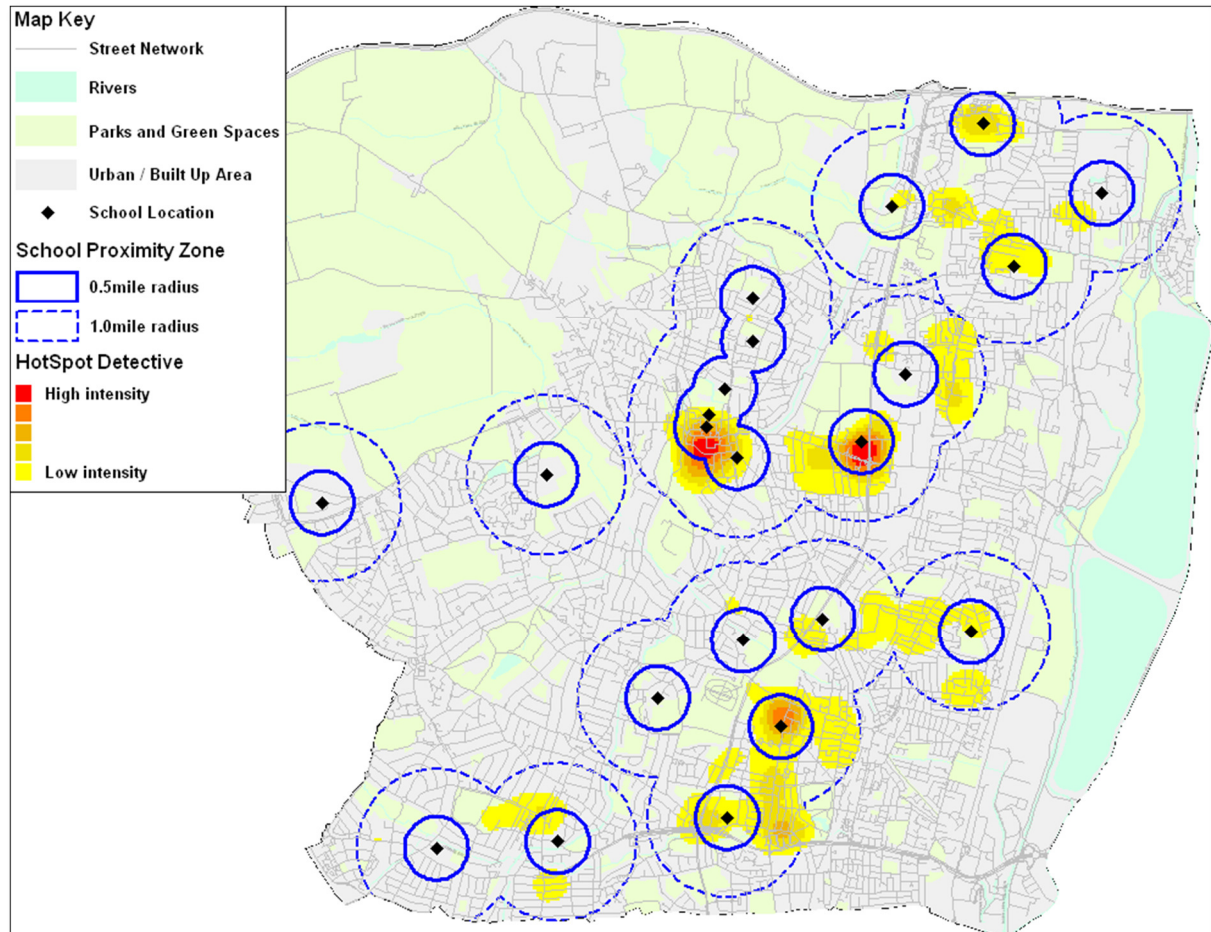 Map Key
Street Network
Rivers
Parks and Green Spaces
Urban / Built Up Area
School Location
School Proximity Zone
0.5mile radius
1.0mile radius
HotSpot Detective
High intensity
Low intensity